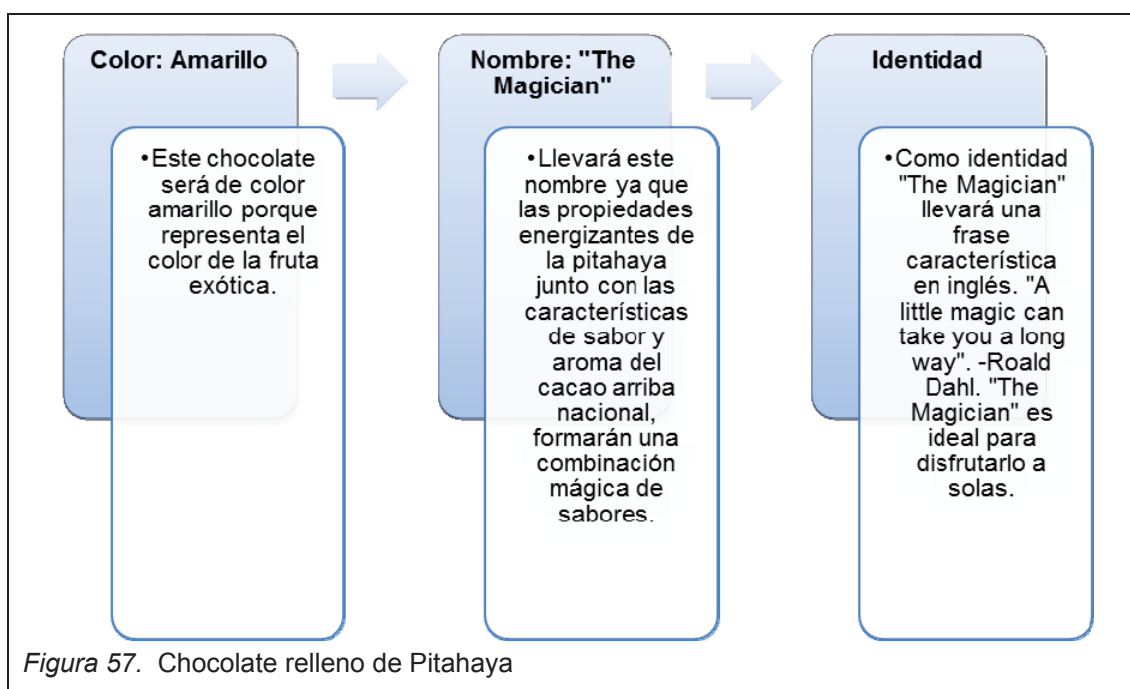 Color: Amarillo
•Este chocolate
será de color
amarillo porque
representa el
color de la fruta
exótica.
Nombre: "The
Magician"
•Llevará este
nombre ya que
las propiedades
energizantes de
la pitahaya
junto con las
características
de sabor y
aroma del
cacao arriba
nacional,
formarán una
combinación
mágica de
sabores.
Identidad
•Como identidad
"The Magician"
llevará una
frase
característica
en inglés. "A
little magic can
take you a long
way". -Roald
Dahl. "The
Magician" es
ideal para
disfrutarlo a
solas.
Figura 57. Chocolate relleno de Pitahaya